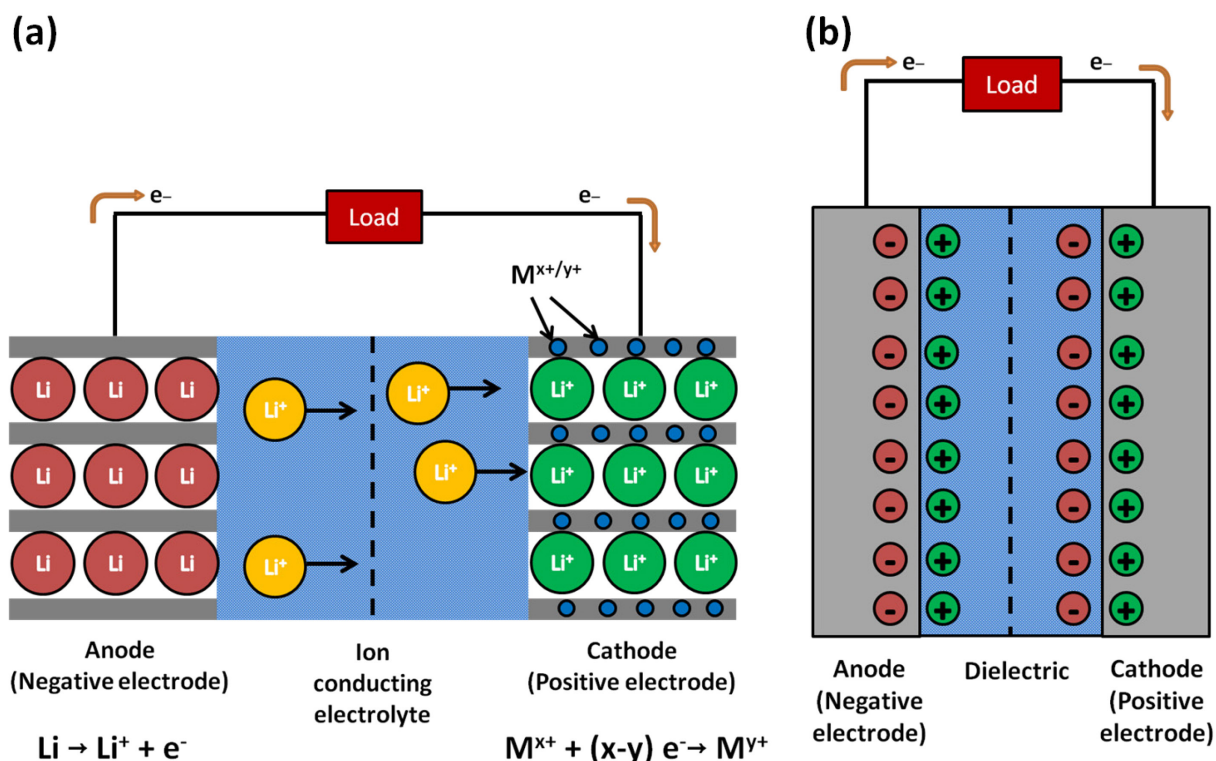 (a)
e–
Load
e–
Mˣ⁺/ʸ⁺
Li Li Li Li⁺ Li⁺ Li⁺ Li⁺ Li⁺
Li Li Li Li⁺ Li⁺ Li⁺ Li⁺
Li Li Li Li⁺ Li⁺ Li⁺ Li⁺
Anode
(Negative electrode)
Ion
conducting
electrolyte
Cathode
(Positive electrode)
Li → Li⁺ + e⁻
Mˣ⁺ + (x-y) e⁻→ Mʸ⁺
(b)
e–
Load
e–
- + - +
- + - +
- + - +
- + - +
- + - +
- + - +
- + - +
- + - +
Anode
(Negative
electrode)
Dielectric
Cathode
(Positive
electrode)